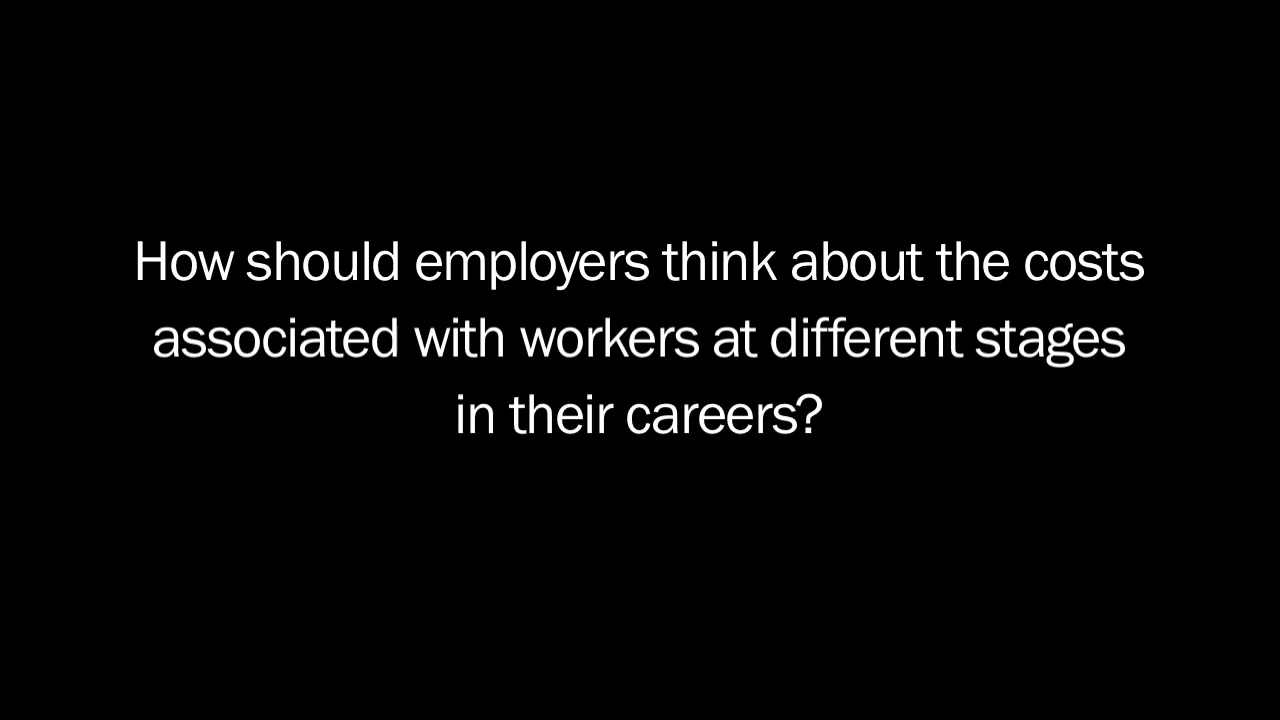 How should employers think about the costs
associated with workers at different stages
in their careers?